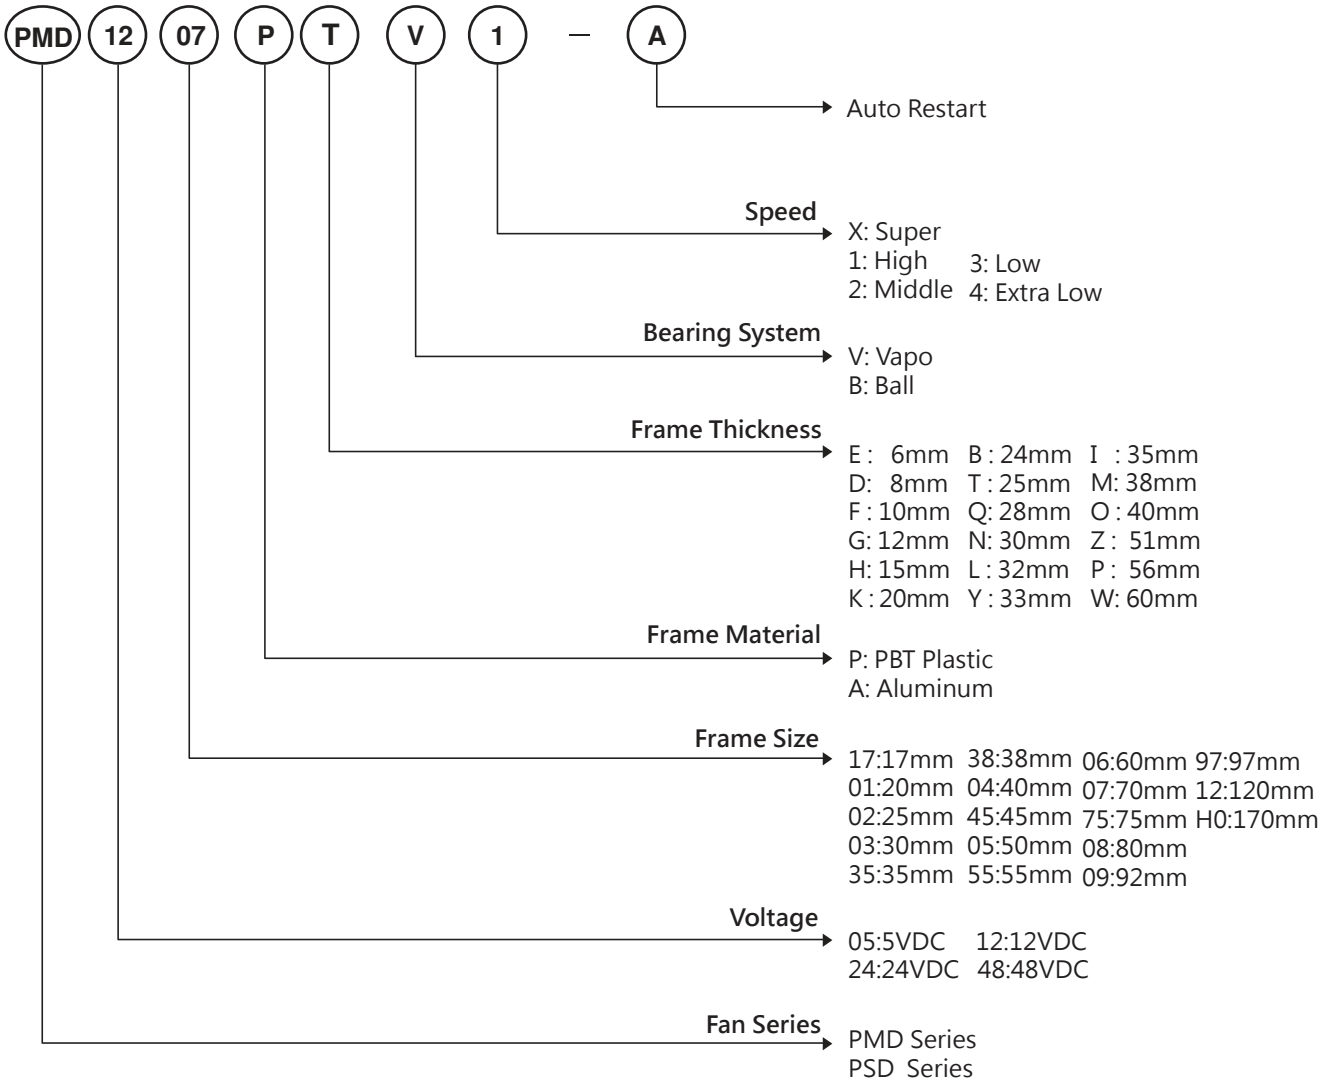 PMD 12 07 P T V 1 – A
Auto Restart
Speed
X: Super
1: High 3: Low
2: Middle 4: Extra Low
Bearing System
V: Vapo
B: Ball
Frame Thickness
E : 6mm B : 24mm I : 35mm
D: 8mm T : 25mm M: 38mm
F : 10mm Q: 28mm O : 40mm
G: 12mm N: 30mm Z : 51mm
H: 15mm L : 32mm P : 56mm
K : 20mm Y : 33mm W: 60mm
Frame Material
P: PBT Plastic
A: Aluminum
Frame Size
17:17mm 38:38mm 06:60mm 97:97mm
01:20mm 04:40mm 07:70mm 12:120mm
02:25mm 45:45mm 75:75mm H0:170mm
03:30mm 05:50mm 08:80mm
35:35mm 55:55mm 09:92mm
Voltage
05:5VDC 12:12VDC
24:24VDC 48:48VDC
Fan Series
PMD Series
PSD Series